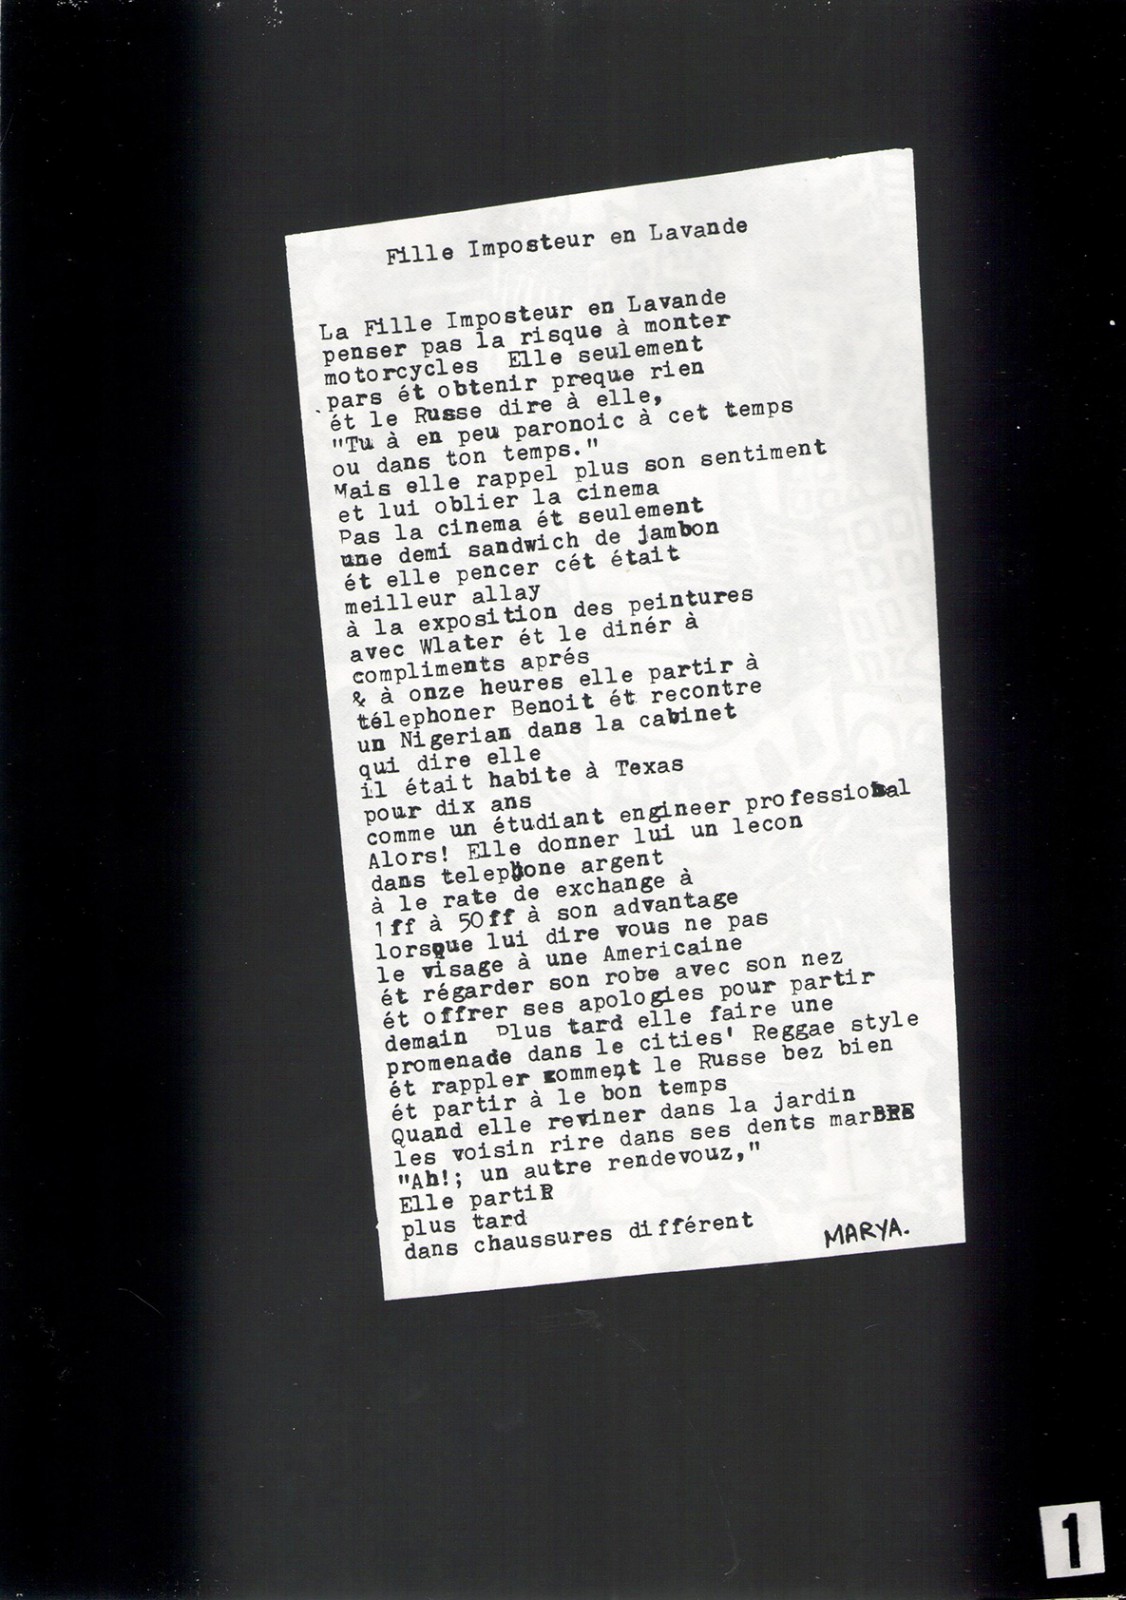 Fille Imposteur en Lavande
La Fille Imposteur en Lavande
penser pas la risque à monter
motorcycles Elle seulement
pars ét obtenir preque rien
ét le Russe dire à elle,
"Tu à en peu paronoic à cet temps
ou dans ton temps."
Mais elle rappel plus son sentiment
et lui oblier la cinema
Pas la cinema ét seulement
une demi sandwich de jambon
ét elle pencer cét était
meilleur allay
à la exposition des peintures
avec Wlater ét le dinér à
compliments aprés
& à onze heures elle partir à
télephoner Benoit ét recontre
un Nigerian dans la cabinet
qui dire elle
il était habite à Texas
pour dix ans
comme un étudiant engineer professional
Alors! Elle donner lui un lecon
dans telephone argent
à le rate de exchange à
1ff à 50ff à son advantage
lorsque lui dire vous ne pas
le visage à une Americaine
ét régarder son robe avec son nez
ét offrer ses apologies pour partir
demain Plus tard elle faire une
promenade dans le cities' Reggae style
ét rappler comment le Russe bez bien
ét partir à le bon temps
Quand elle reviner dans la jardin
les voisin rire dans ses dents marBRE
"Ah!; un autre rendevouz,"
Elle partiR
plus tard
dans chaussures différent
MARYA.
1